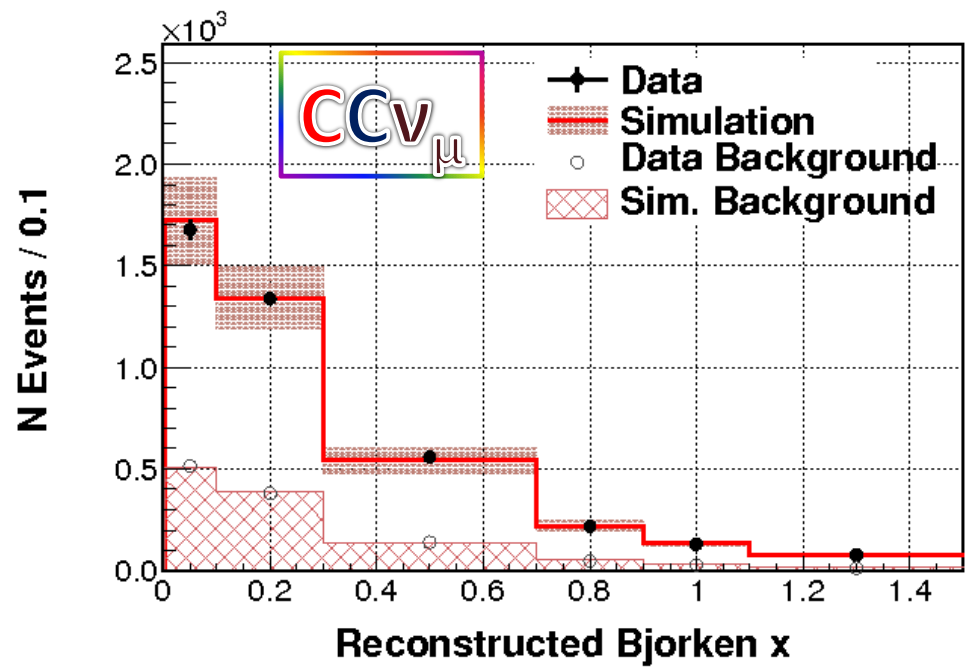 ×10³
2.5
2.0
1.5
1.0
0.5
0.0
N Events / 0.1
CCνμ
Data
Simulation
Data Background
Sim. Background
0 0.2 0.4 0.6 0.8 1 1.2 1.4
Reconstructed Bjorken x